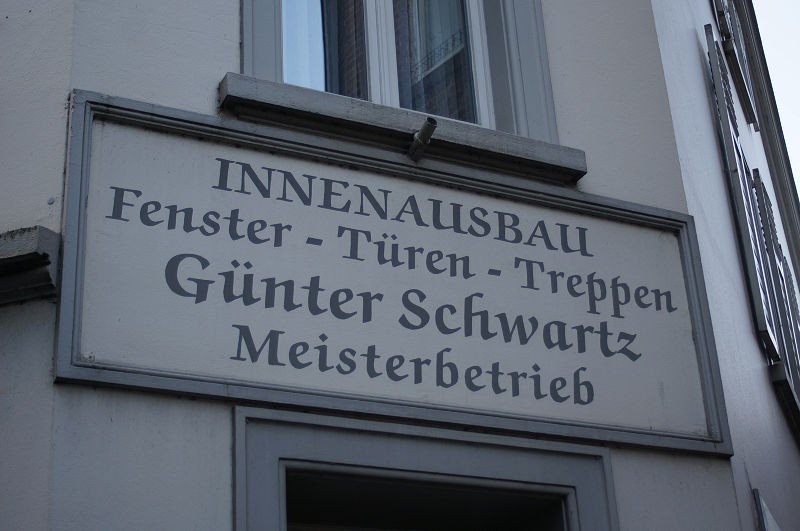 INNENAUSBAU
Fenster - Türen - Treppen
Günter Schwartz
Meisterbetrieb